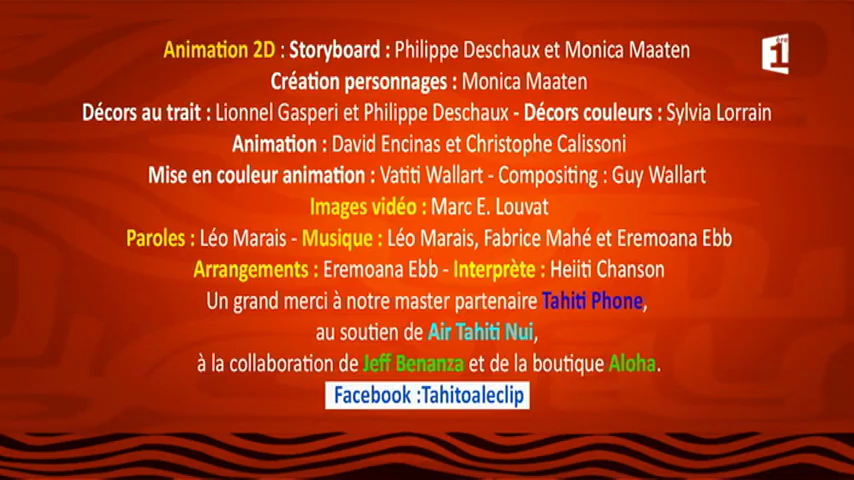 1ère
Animation 2D : Storyboard : Philippe Deschaux et Monica Maaten
Création personnages : Monica Maaten
Décors au trait : Lionnel Gasperi et Philippe Deschaux - Décors couleurs : Sylvia Lorrain
Animation : David Encinas et Christophe Calissoni
Mise en couleur animation : Vatiti Wallart - Compositing : Guy Wallart
Images vidéo : Marc E. Louvat
Paroles : Léo Marais - Musique : Léo Marais, Fabrice Mahé et Eremoana Ebb
Arrangements : Eremoana Ebb - Interprète : Heiiti Chanson
Un grand merci à notre master partenaire Tahiti Phone,
au soutien de Air Tahiti Nui,
à la collaboration de Jeff Benanza et de la boutique Aloha.
Facebook :Tahitoaleclip